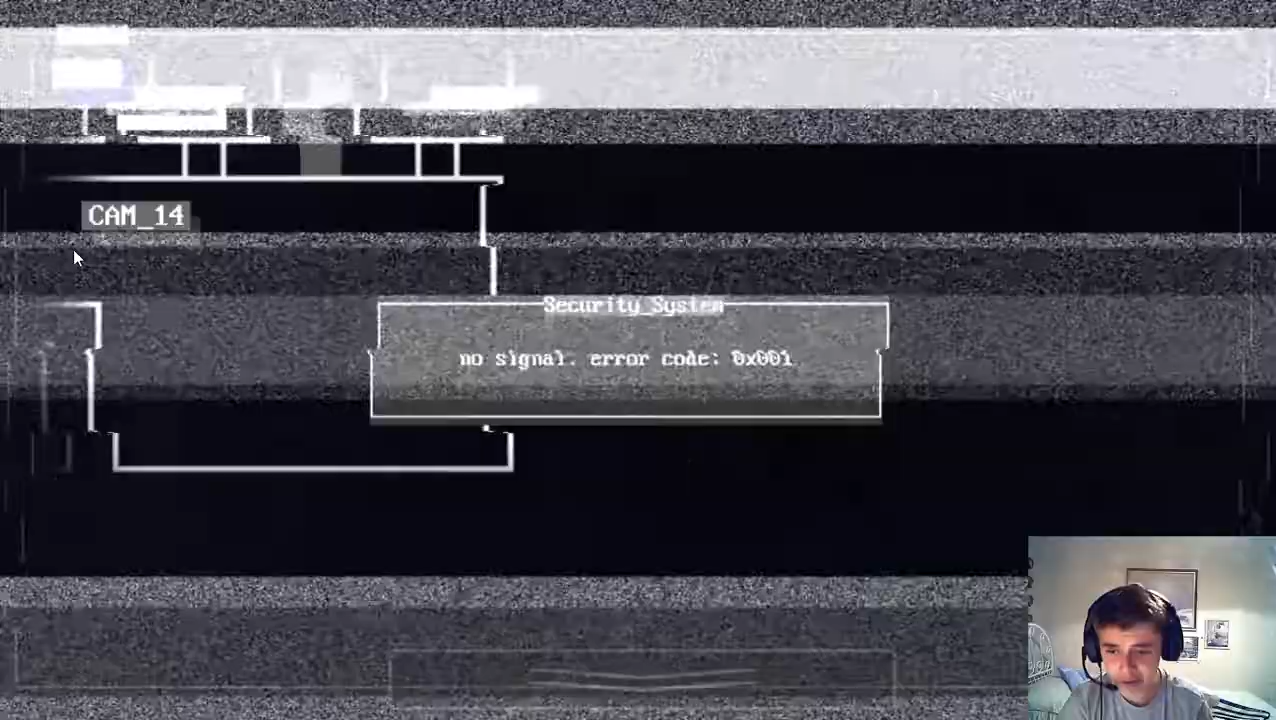 CAM_14
Security_System
no signal. error code: 0x001